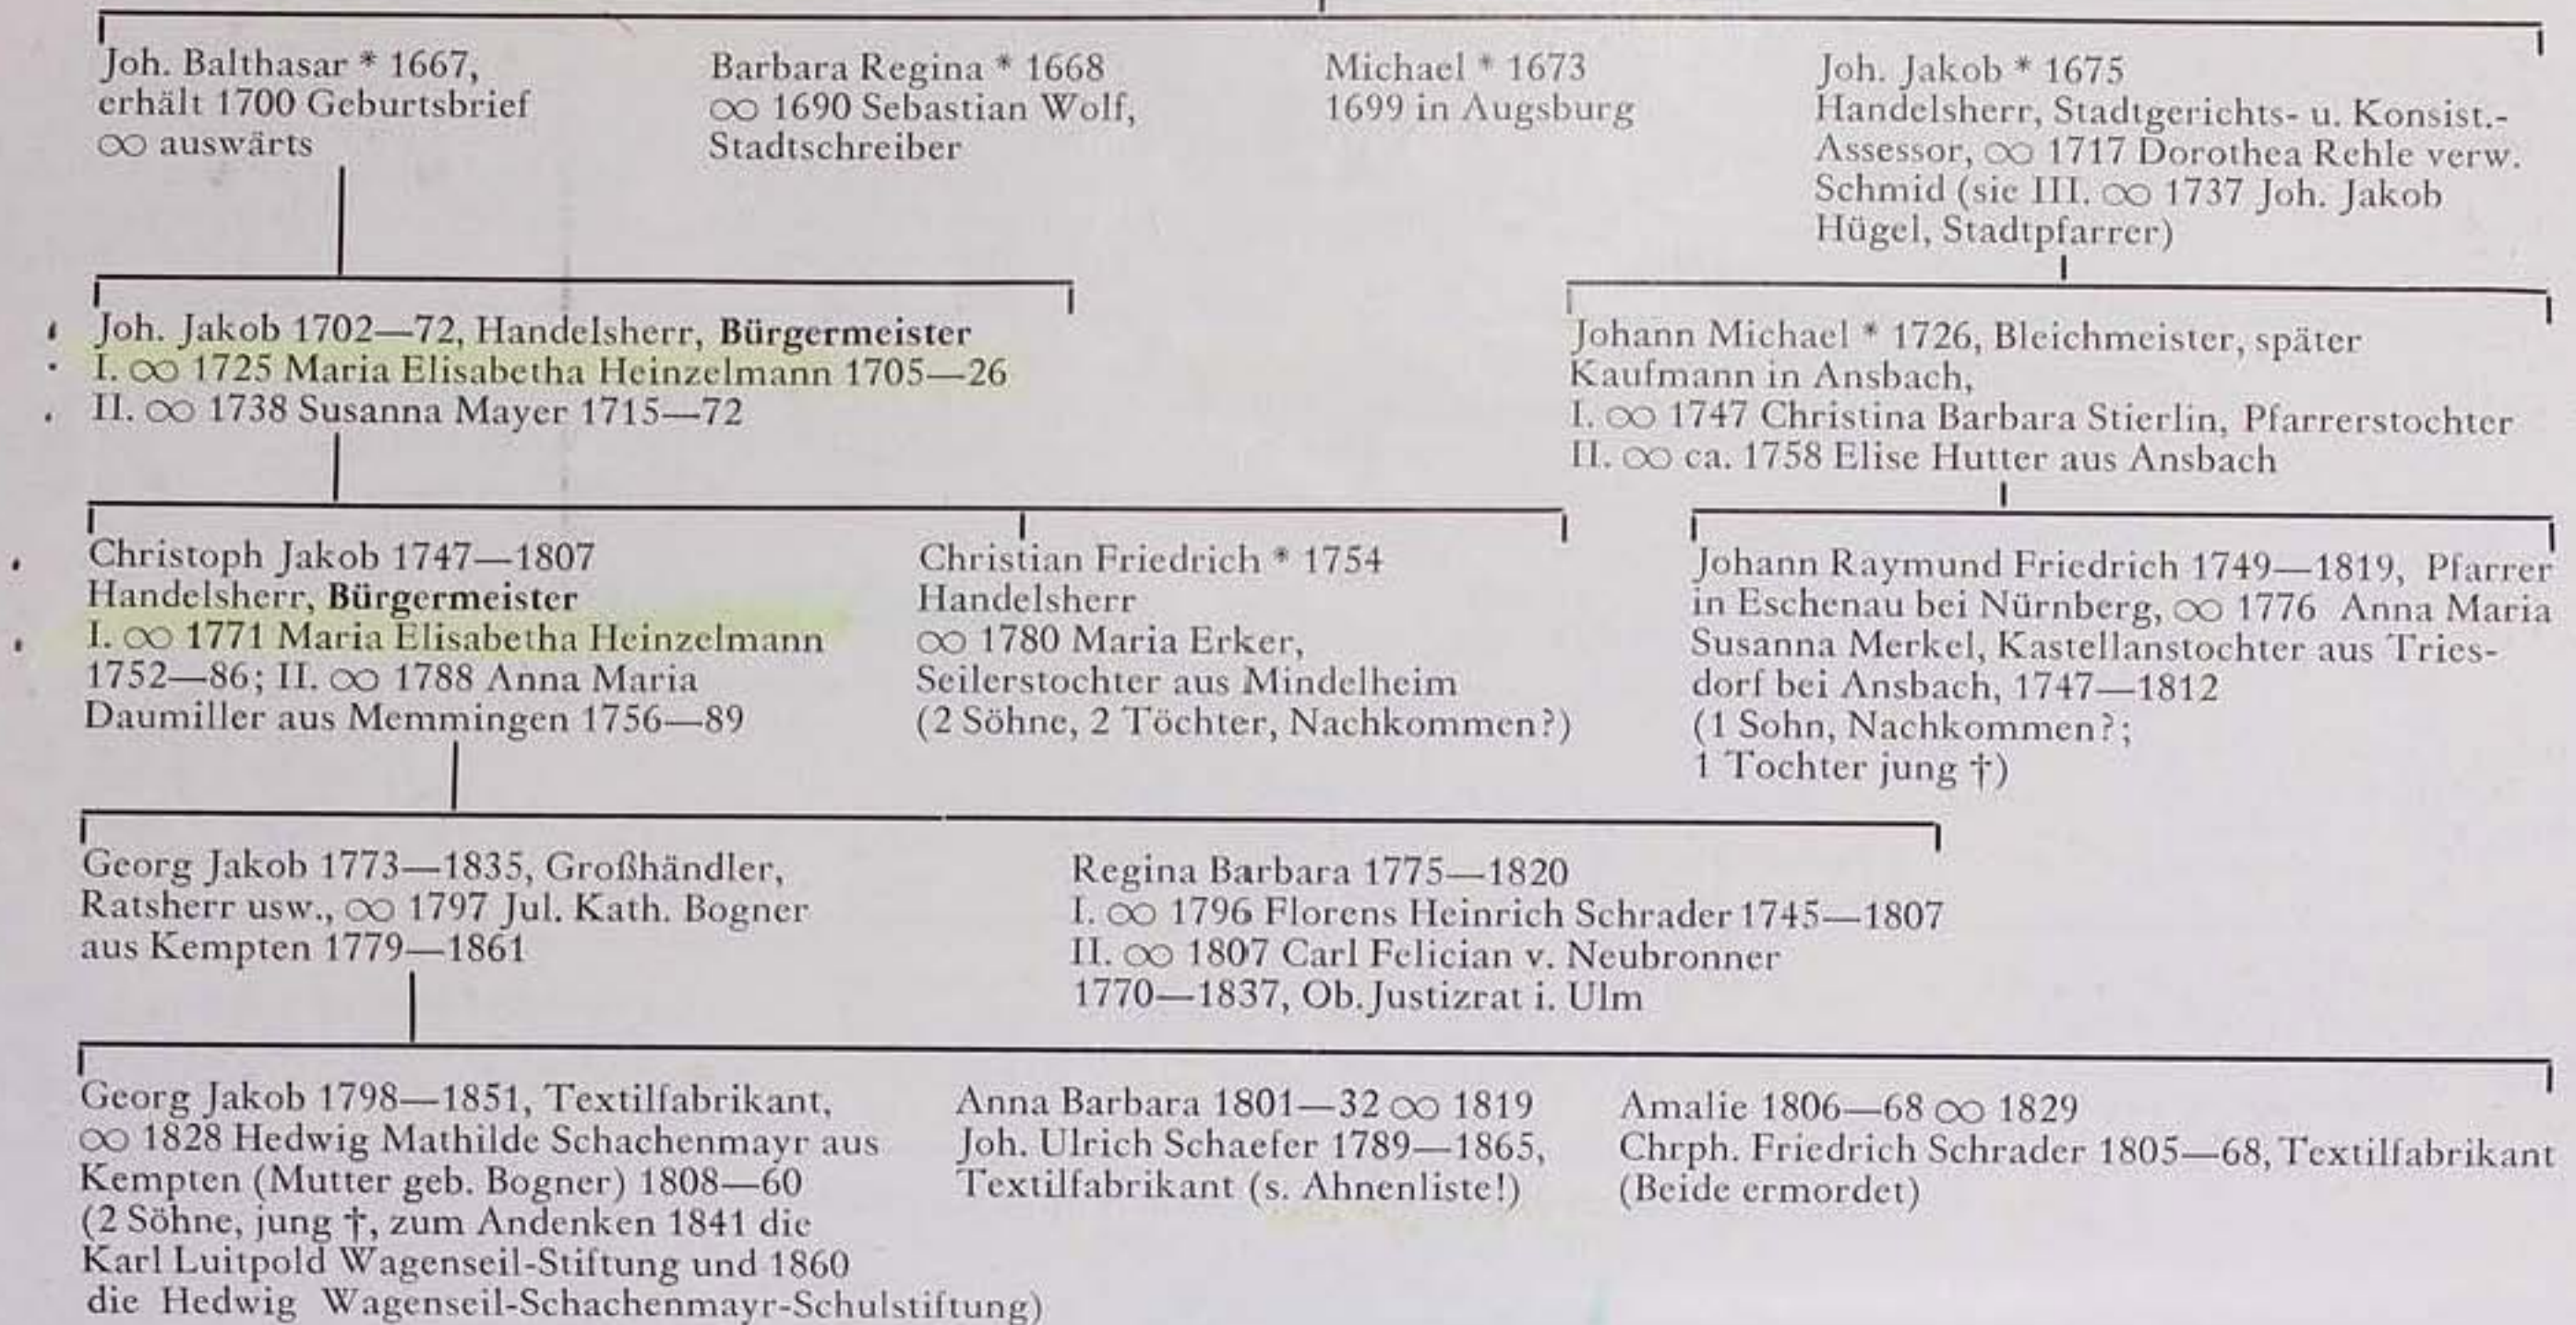 Joh. Balthasar * 1667,
erhält 1700 Geburtsbrief
∞ auswärts
Barbara Regina * 1668
∞ 1690 Sebastian Wolf,
Stadtschreiber
Michael * 1673
1699 in Augsburg
Joh. Jakob * 1675
Handelsherr, Stadtgerichts- u. Konsist.-
Assessor, ∞ 1717 Dorothea Rehle verw.
Schmid (sie III. ∞ 1737 Joh. Jakob
Hügel, Stadtpfarrer)
Joh. Jakob 1702—72, Handelsherr, Bürgermeister
I. ∞ 1725 Maria Elisabetha Heinzelmann 1705—26
II. ∞ 1738 Susanna Mayer 1715—72
Johann Michael * 1726, Bleichmeister, später
Kaufmann in Ansbach,
I. ∞ 1747 Christina Barbara Stierlin, Pfarrerstochter
II. ∞ ca. 1758 Elise Hutter aus Ansbach
Christoph Jakob 1747—1807
Handelsherr, Bürgermeister
I. ∞ 1771 Maria Elisabetha Heinzelmann
1752—86; II. ∞ 1788 Anna Maria
Daumiller aus Memmingen 1756—89
Christian Friedrich * 1754
Handelsherr
∞ 1780 Maria Erker,
Seilerstochter aus Mindelheim
(2 Söhne, 2 Töchter, Nachkommen?)
Johann Raymund Friedrich 1749—1819, Pfarrer
in Eschenau bei Nürnberg, ∞ 1776 Anna Maria
Susanna Merkel, Kastellanstochter aus Tries-
dorf bei Ansbach, 1747—1812
(1 Sohn, Nachkommen?;
1 Tochter jung †)
Georg Jakob 1773—1835, Großhändler,
Ratsherr usw., ∞ 1797 Jul. Kath. Bogner
aus Kempten 1779—1861
Regina Barbara 1775—1820
I. ∞ 1796 Florens Heinrich Schrader 1745—1807
II. ∞ 1807 Carl Felician v. Neubronner
1770—1837, Ob. Justizrat i. Ulm
Georg Jakob 1798—1851, Textilfabrikant,
∞ 1828 Hedwig Mathilde Schachenmayr aus
Kempten (Mutter geb. Bogner) 1808—60
(2 Söhne, jung †, zum Andenken 1841 die
Karl Luitpold Wagenseil-Stiftung und 1860
die Hedwig Wagenseil-Schachenmayr-Schulstiftung)
Anna Barbara 1801—32 ∞ 1819
Joh. Ulrich Schaefer 1789—1865,
Textilfabrikant (s. Ahnenliste!)
Amalie 1806—68 ∞ 1829
Chrph. Friedrich Schrader 1805—68, Textilfabrikant
(Beide ermordet)